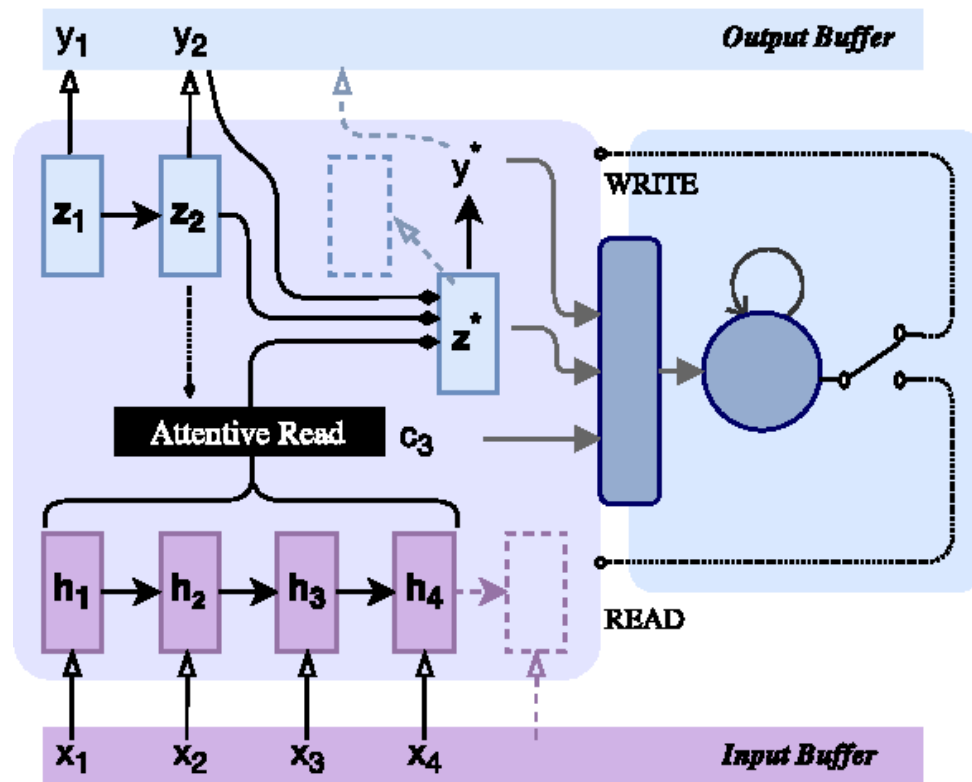 y₁ y₂ Output Buffer
y*
WRITE
z₁ z₂
z*
Attentive Read c₃
h₁ h₂ h₃ h₄
READ
x₁ x₂ x₃ x₄ Input Buffer